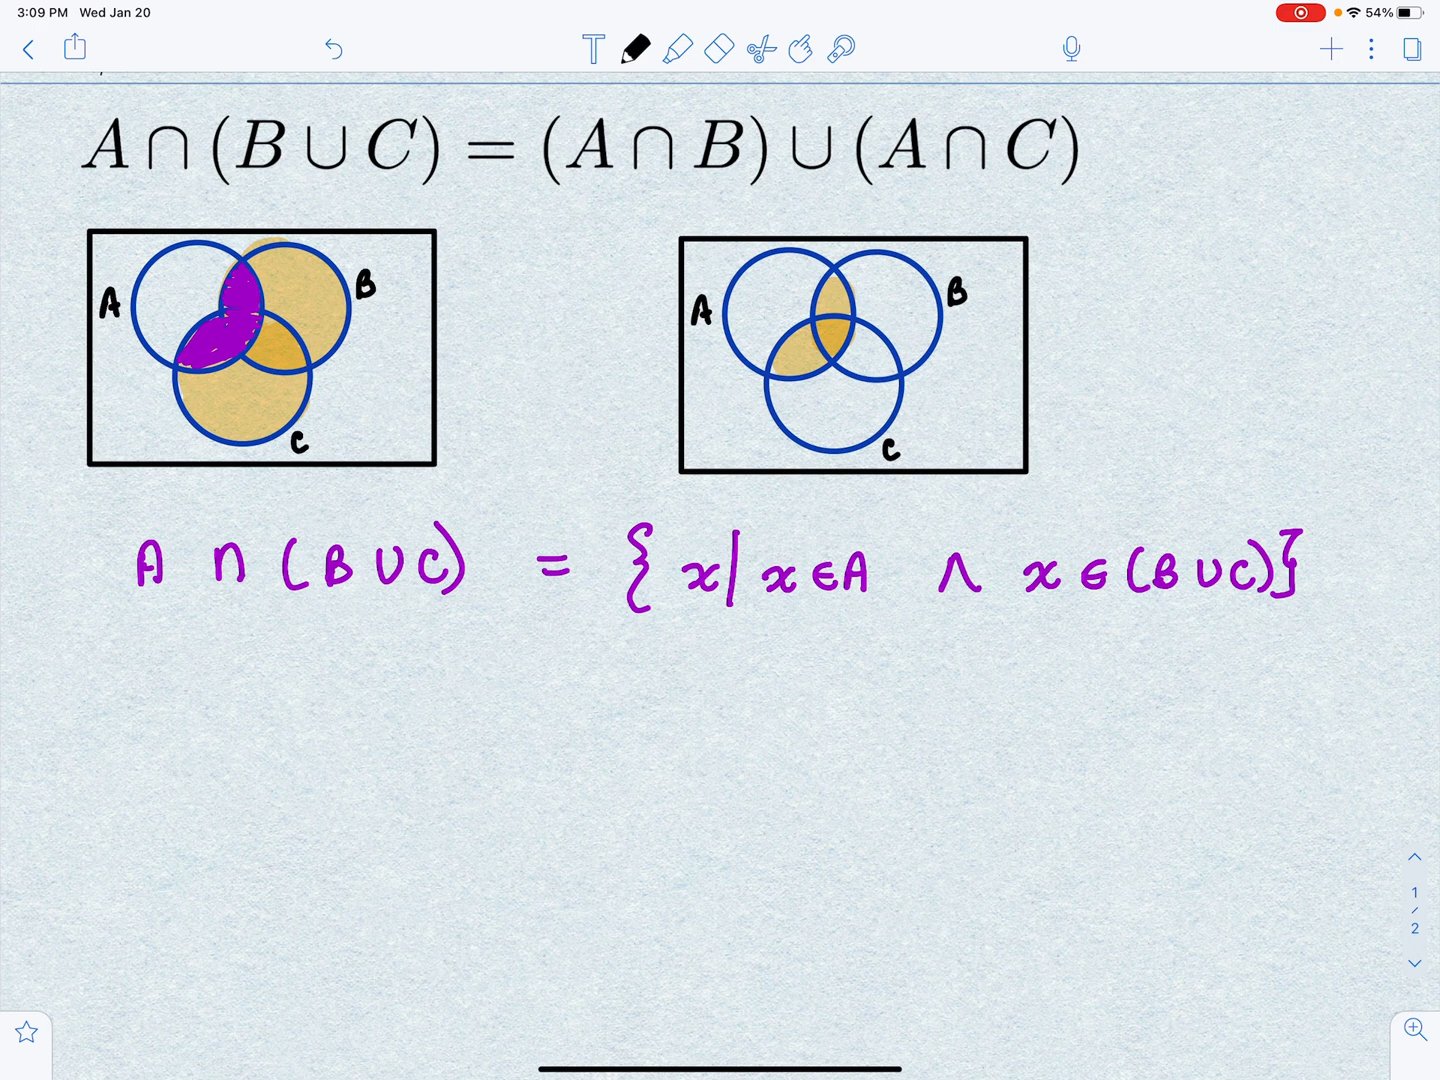 3:09 PM Wed Jan 20
54%
T
A ∩ (B ∪ C) = (A ∩ B) ∪ (A ∩ C)
A B C
A B C
A ∩ (B ∪ C) = { x | x ∈ A ∧ x ∈ (B ∪ C)}
1
/
2